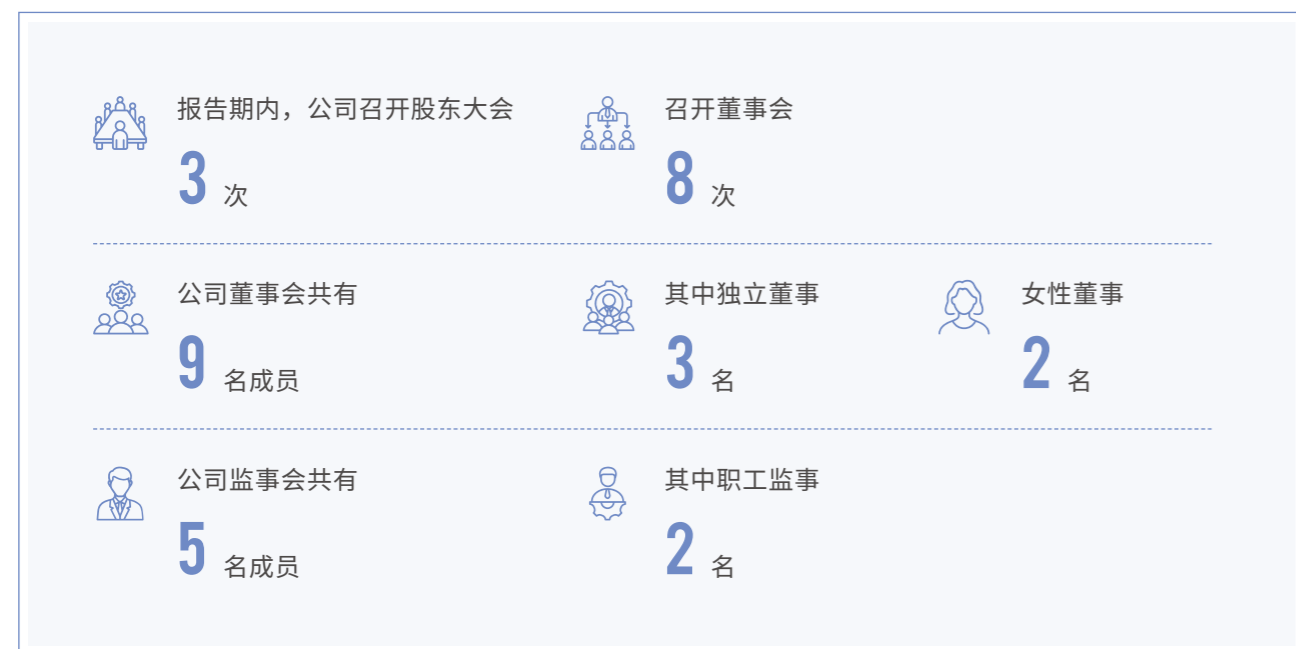 报告期内，公司召开股东大会
3 次
召开董事会
8 次
公司董事会共有
9 名成员
其中独立董事
3 名
女性董事
2 名
公司监事会共有
5 名成员
其中职工监事
2 名